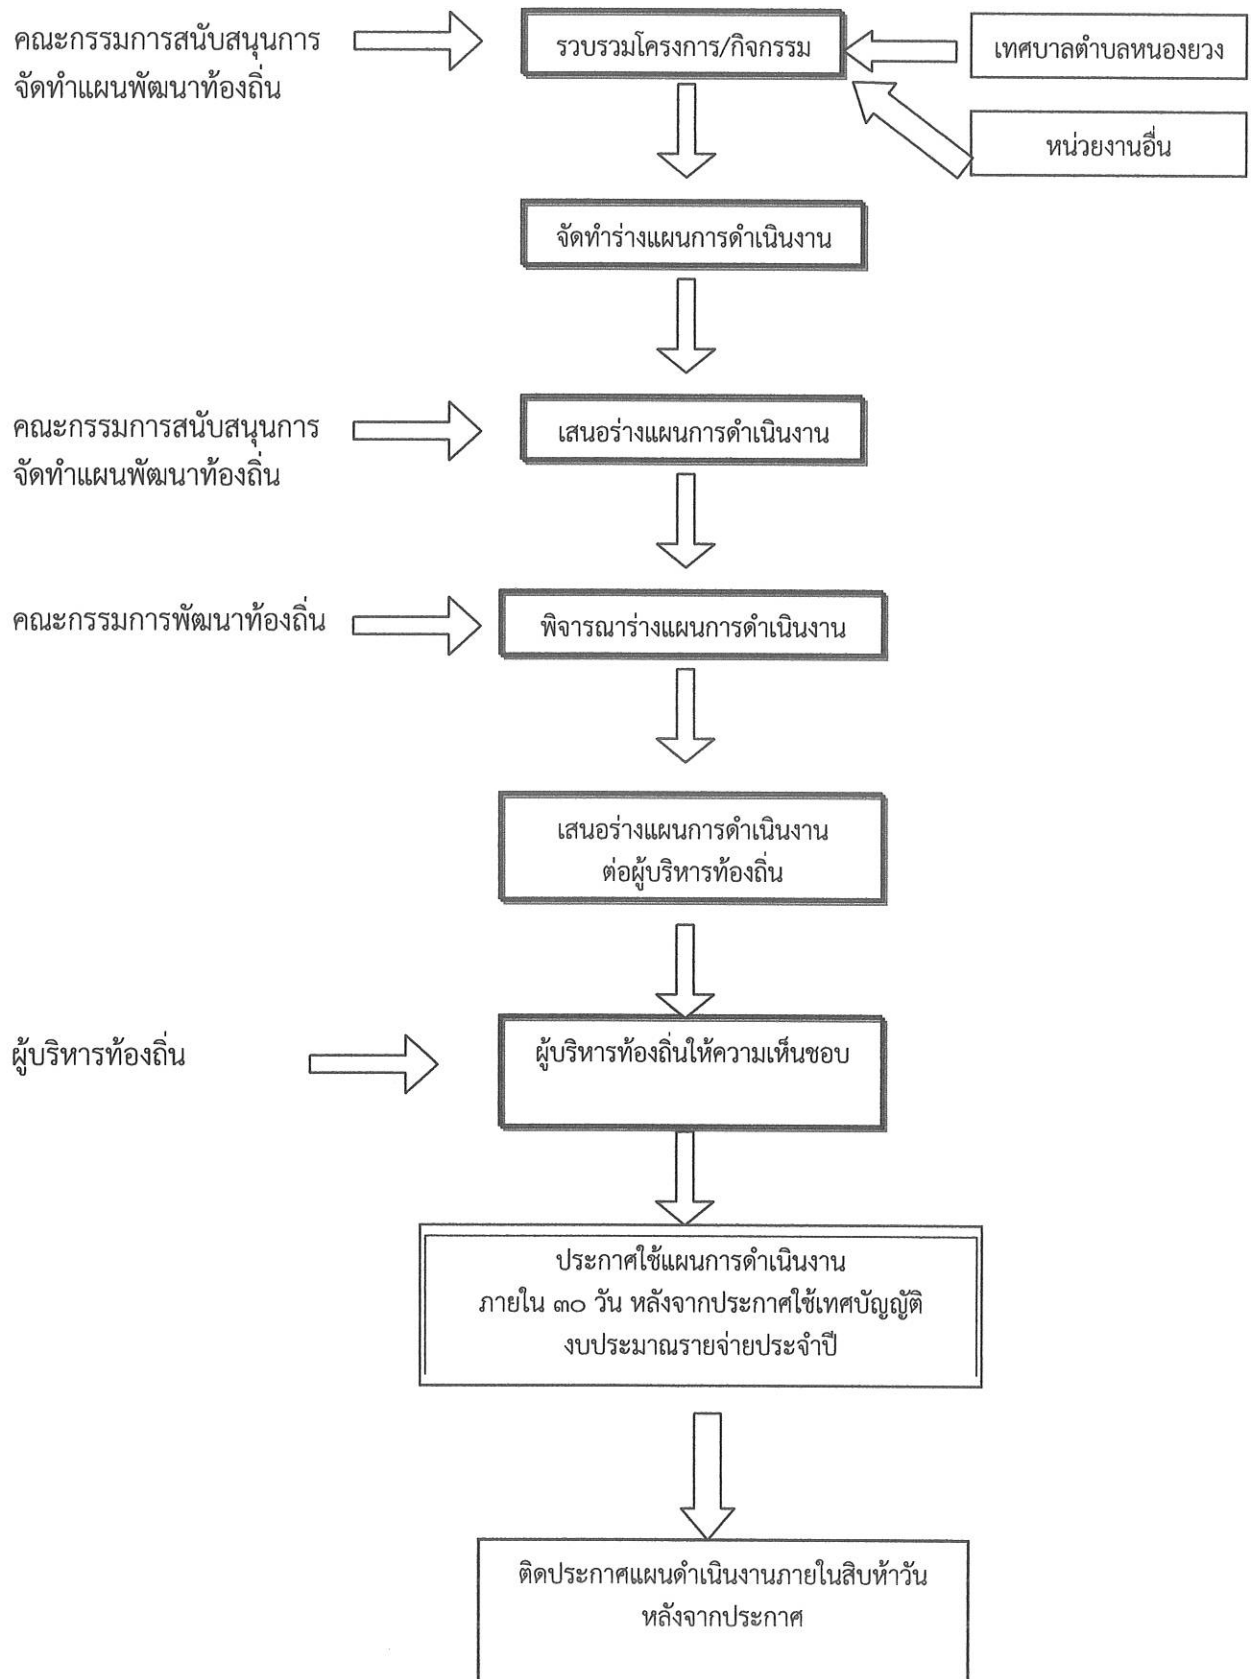 คณะกรรมการสนับสนุนการ
จัดทำแผนพัฒนาท้องถิ่น
รวบรวมโครงการ/กิจกรรม
เทศบาลตำบลหนองยวง
หน่วยงานอื่น
จัดทำร่างแผนการดำเนินงาน
คณะกรรมการสนับสนุนการ
จัดทำแผนพัฒนาท้องถิ่น
เสนอร่างแผนการดำเนินงาน
คณะกรรมการพัฒนาท้องถิ่น
พิจารณาร่างแผนการดำเนินงาน
เสนอร่างแผนการดำเนินงาน
ต่อผู้บริหารท้องถิ่น
ผู้บริหารท้องถิ่น
ผู้บริหารท้องถิ่นให้ความเห็นชอบ
ประกาศใช้แผนการดำเนินงาน
ภายใน ๓๐ วัน หลังจากประกาศใช้เทศบัญญัติ
งบประมาณรายจ่ายประจำปี
ติดประกาศแผนดำเนินงานภายในสิบห้าวัน
หลังจากประกาศ